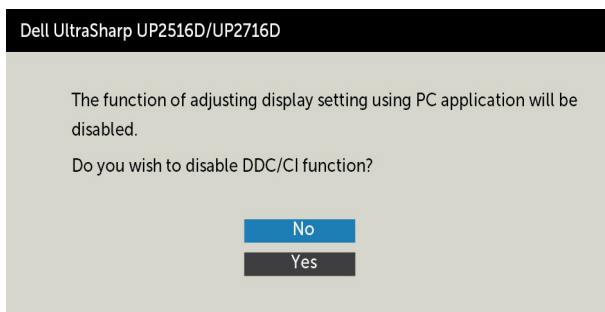 Dell UltraSharp UP2516D/UP2716D
The function of adjusting display setting using PC application will be
disabled.
Do you wish to disable DDC/CI function?
No
Yes